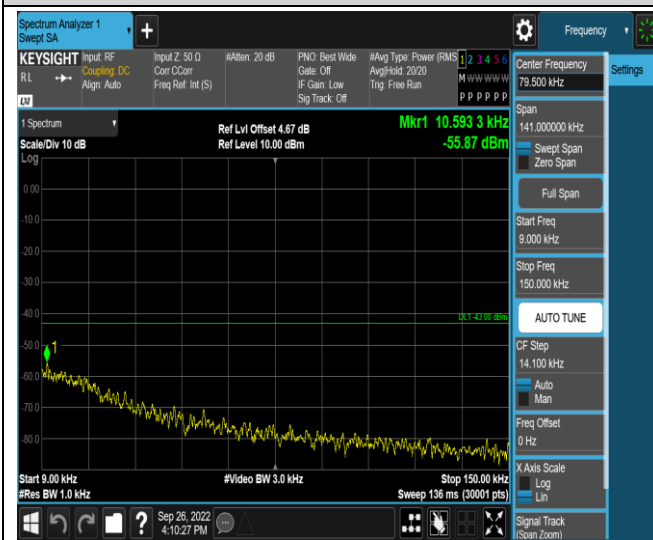 Spectrum Analyzer 1
Swept SA
+
Frequency
KEYSIGHT
RL
LXI
Input: RF
Coupling: DC
Align: Auto
Input Z: 50 Ω
Corr CCorr
Freq Ref: Int (S)
#Atten: 20 dB
PNO: Best Wide
Gate: Off
IF Gain: Low
Sig Track: Off
#Avg Type: Power (RMS
Avg|Hold: 20/20
Trig: Free Run
1 2 3 4 5 6
M W W W W W
P P P P P P
1 Spectrum
Scale/Div 10 dB
Log
Ref Lvl Offset 4.67 dB
Ref Level 10.00 dBm
Mkr1 10.593 3 kHz
-55.87 dBm
0.00
-10.0
-20.0
-30.0
-40.0
-50.0
-60.0
-70.0
-80.0
DL1 -43.00 dBm
1
Start 9.00 kHz
#Res BW 1.0 kHz
#Video BW 3.0 kHz
Stop 150.00 kHz
Sweep 136 ms (30001 pts)
?
Sep 26, 2022
4:10:27 PM
Center Frequency
79.500 kHz
Settings
Span
141.000000 kHz
Swept Span
Zero Span
Full Span
Start Freq
9.000 kHz
Stop Freq
150.000 kHz
AUTO TUNE
CF Step
14.100 kHz
Auto
Man
Freq Offset
0 Hz
X Axis Scale
Log
Lin
Signal Track
(Span Zoom)